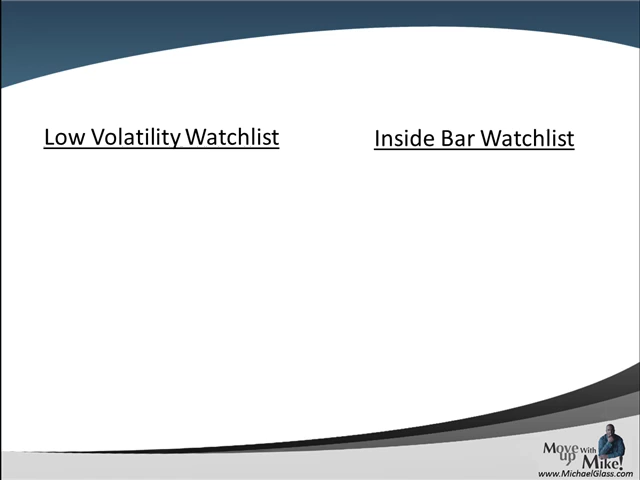 Low Volatility Watchlist
Inside Bar Watchlist
Move up With Mike!
www.MichaelGlass.com